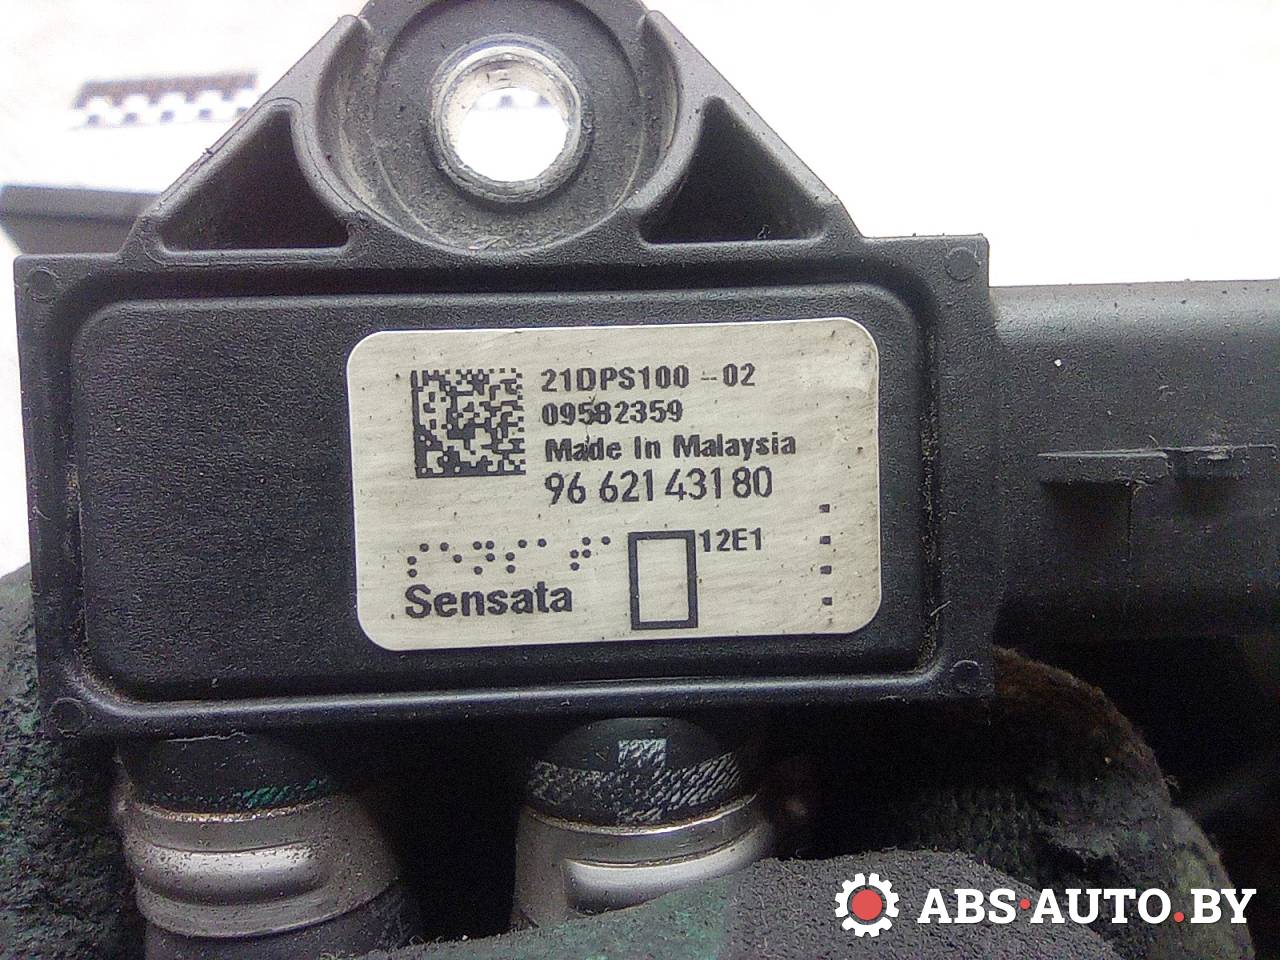 21DPS100-02
09582359
Made In Malaysia
96 621 431 80
12E1
Sensata
ABS-AUTO.BY